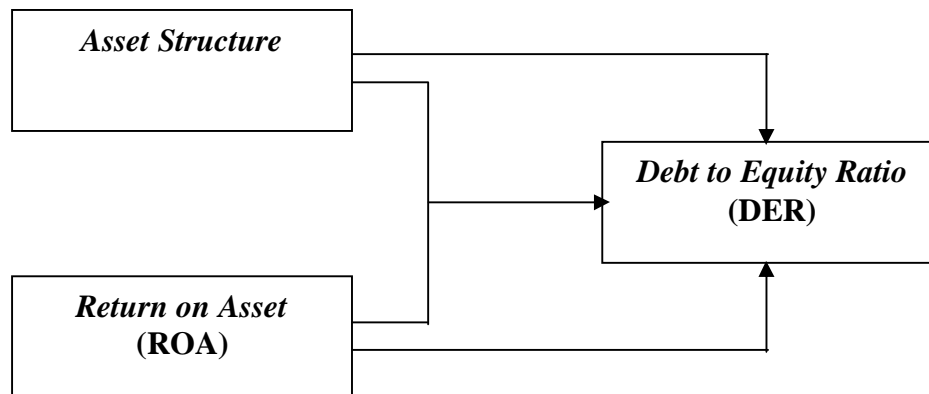 Asset Structure
Debt to Equity Ratio
(DER)
Return on Asset
(ROA)